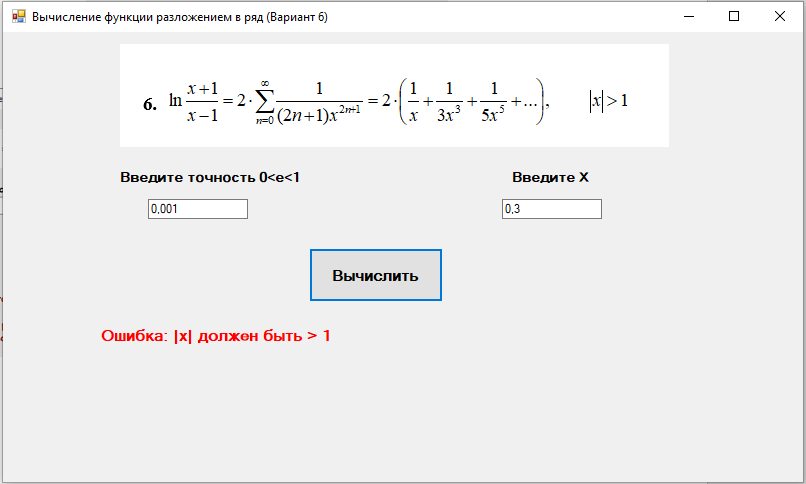 Вычисление функции разложением в ряд (Вариант 6)
6. ln (x+1)/(x−1) = 2·∑_{n=0}^{∞} 1/((2n+1)x^{2n+1}) = 2·(1/x + 1/(3x^3) + 1/(5x^5) + ...), |x| > 1
Введите точность 0<e<1 Введите X
0,001 0,3
Вычислить
Ошибка: |x| должен быть > 1